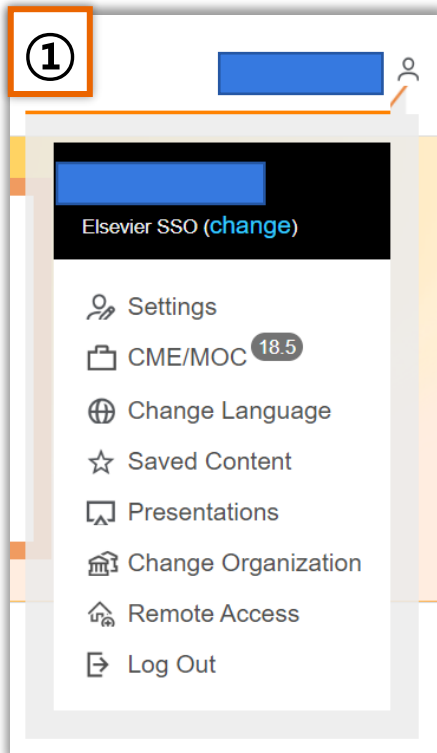 ①
Elsevier SSO (change)
Settings
CME/MOC 18.5
Change Language
Saved Content
Presentations
Change Organization
Remote Access
Log Out